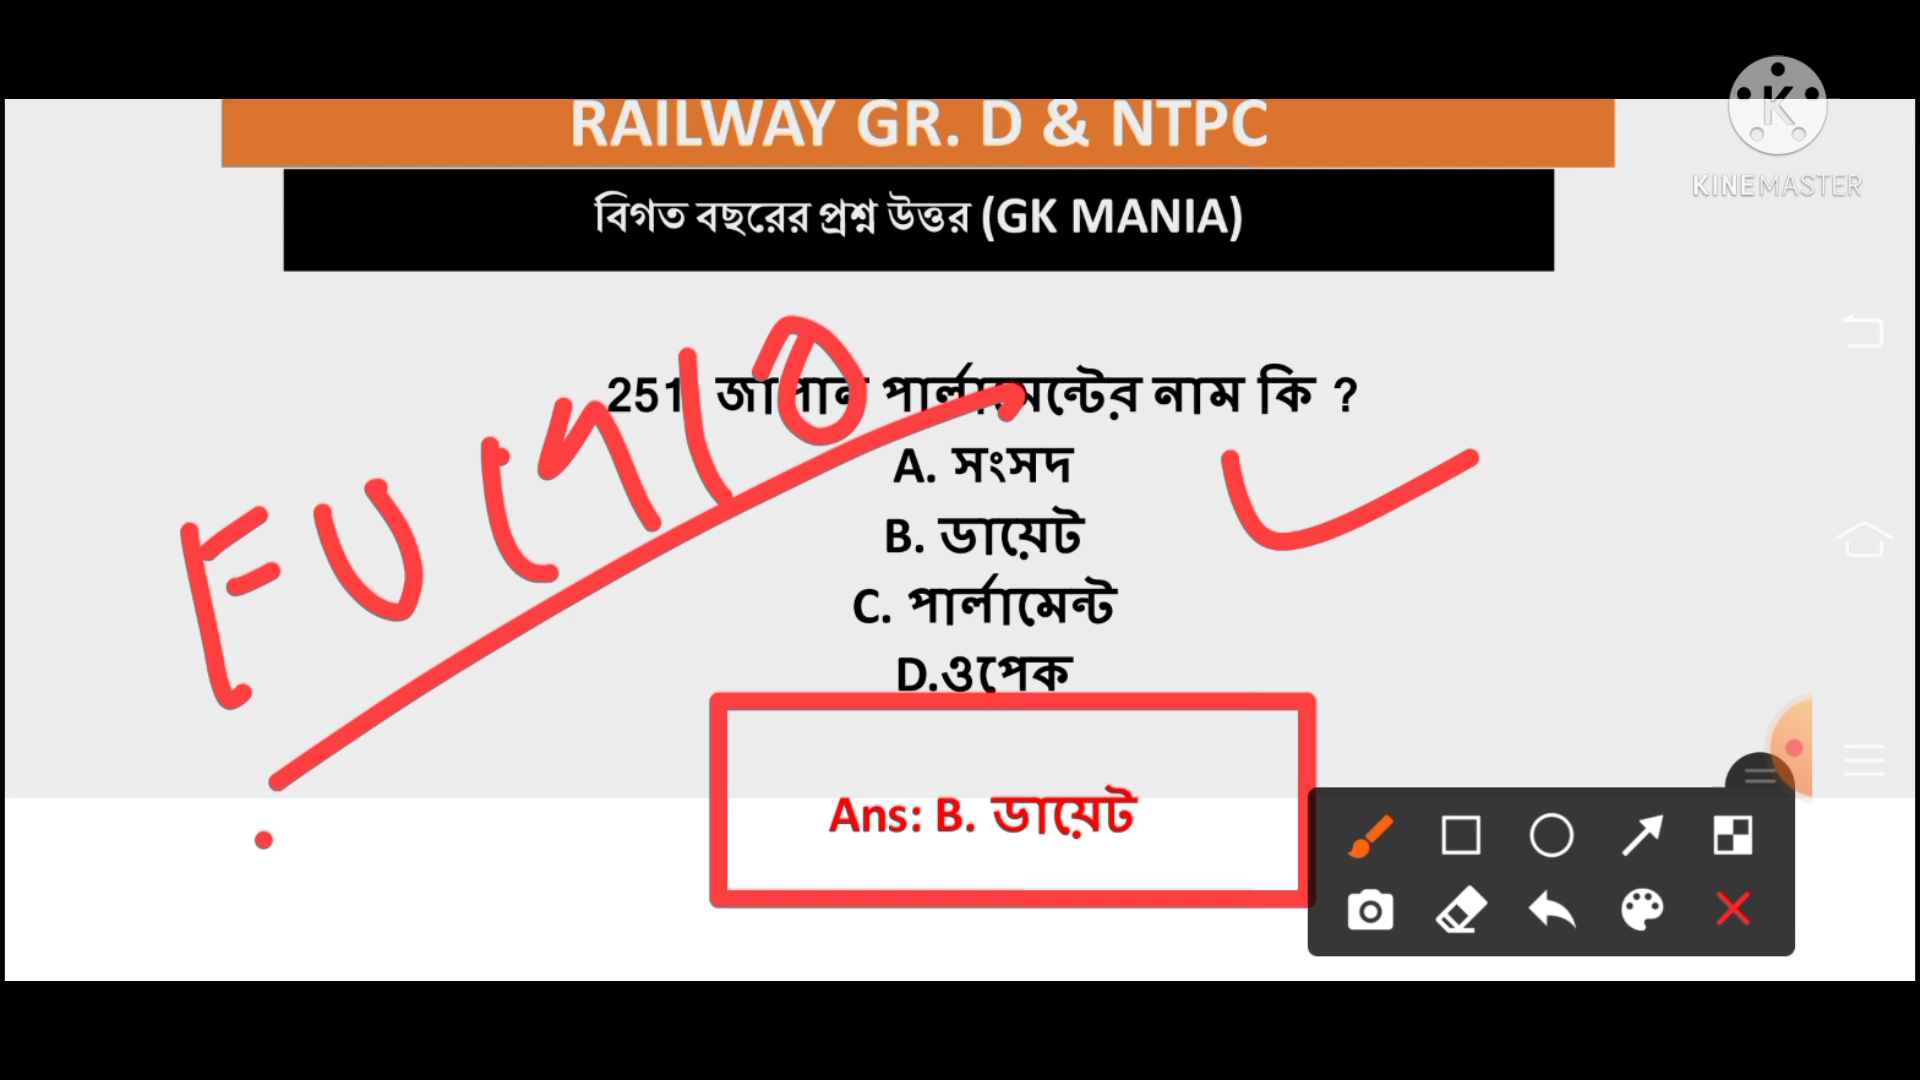 RAILWAY GR. D & NTPC
K
KINEMASTER
বিগত বছরের প্রশ্ন উত্তর (GK MANIA)
251 জাপান পার্লামেন্টের নাম কি ?
A. সংসদ
B. ডায়েট
C. পার্লামেন্ট
D.ওপেক
Ans: B. ডায়েট